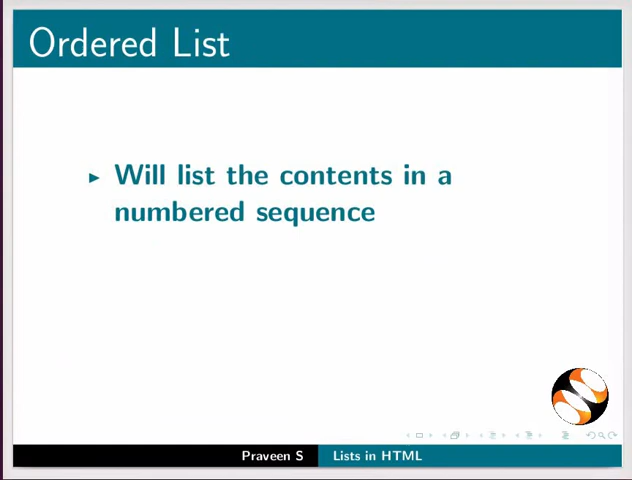 Ordered List
Will list the contents in a
numbered sequence
Praveen S
Lists in HTML